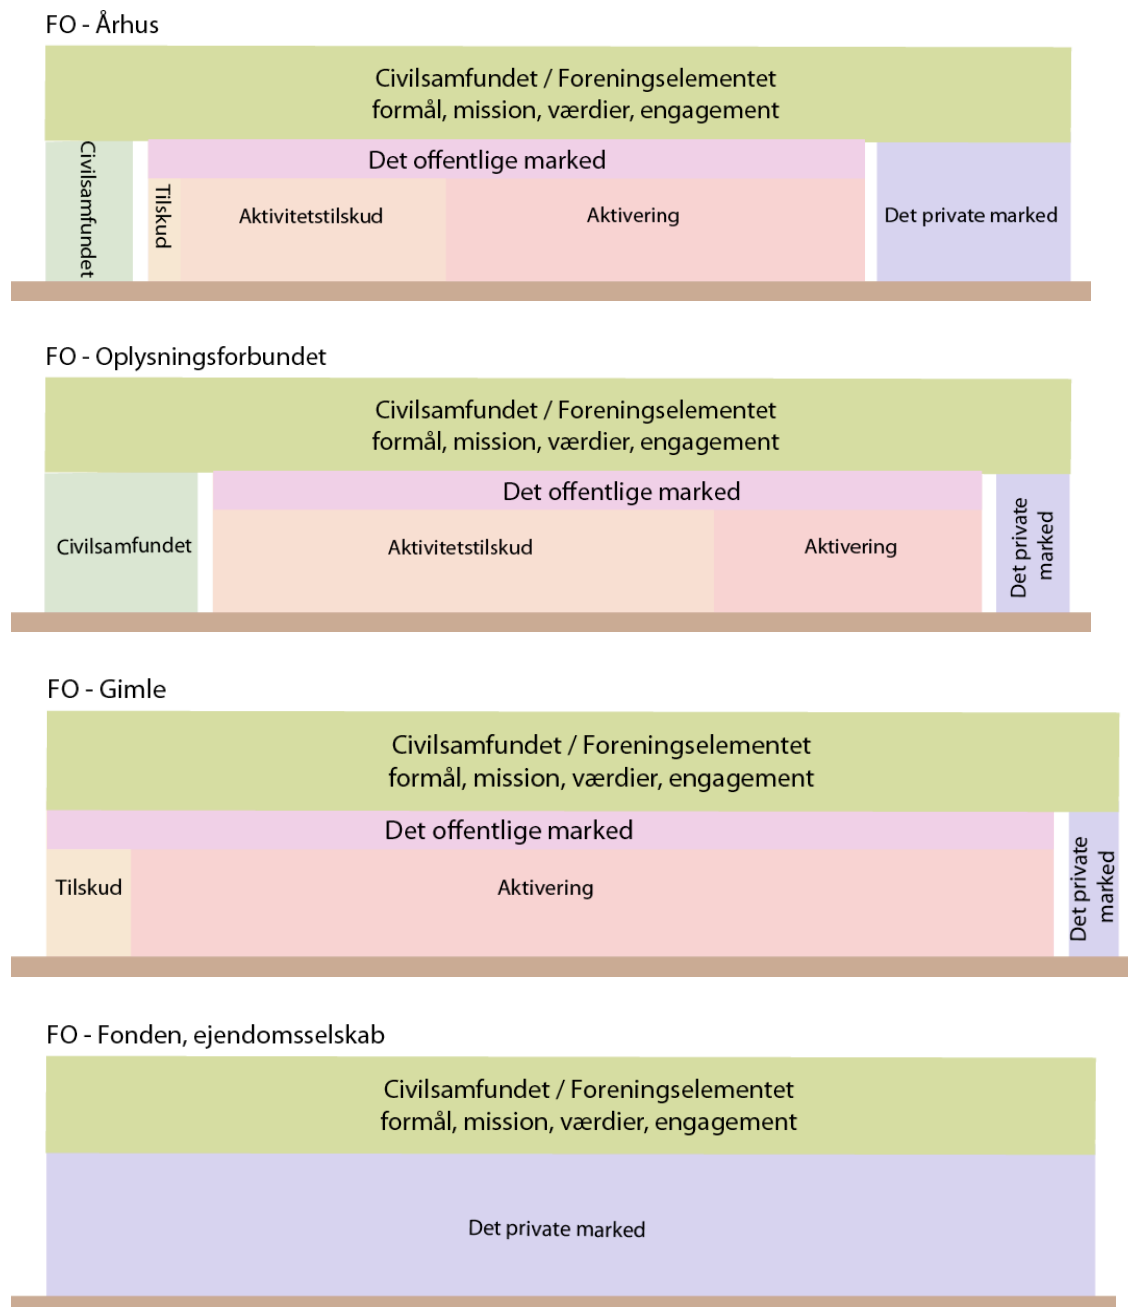 FO - Århus
Civilsamfundet / Foreningselementet
formål, mission, værdier, engagement
Civilsamfundet
Det offentlige marked
Tilskud
Aktivitetstilskud
Aktivering
Det private marked
FO - Oplysningsforbundet
Civilsamfundet / Foreningselementet
formål, mission, værdier, engagement
Civilsamfundet
Det offentlige marked
Aktivitetstilskud
Aktivering
Det private
marked
FO - Gimle
Civilsamfundet / Foreningselementet
formål, mission, værdier, engagement
Det offentlige marked
Tilskud
Aktivering
Det private
marked
FO - Fonden, ejendomsselskab
Civilsamfundet / Foreningselementet
formål, mission, værdier, engagement
Det private marked